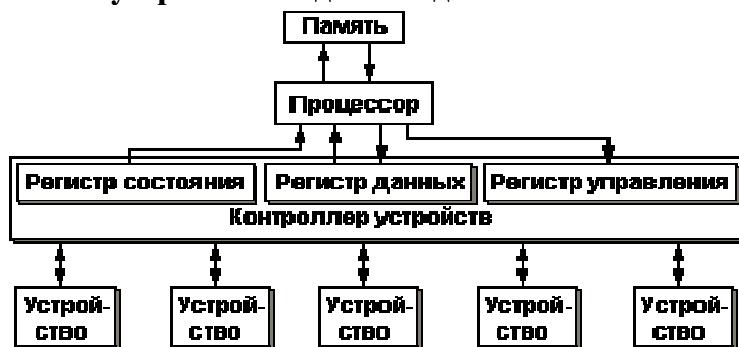 Память
Процессор
Регистр состояния Регистр данных Регистр управления
Контроллер устройств
Устрой- Устрой- Устрой- Устрой- Устрой-
ство ство ство ство ство